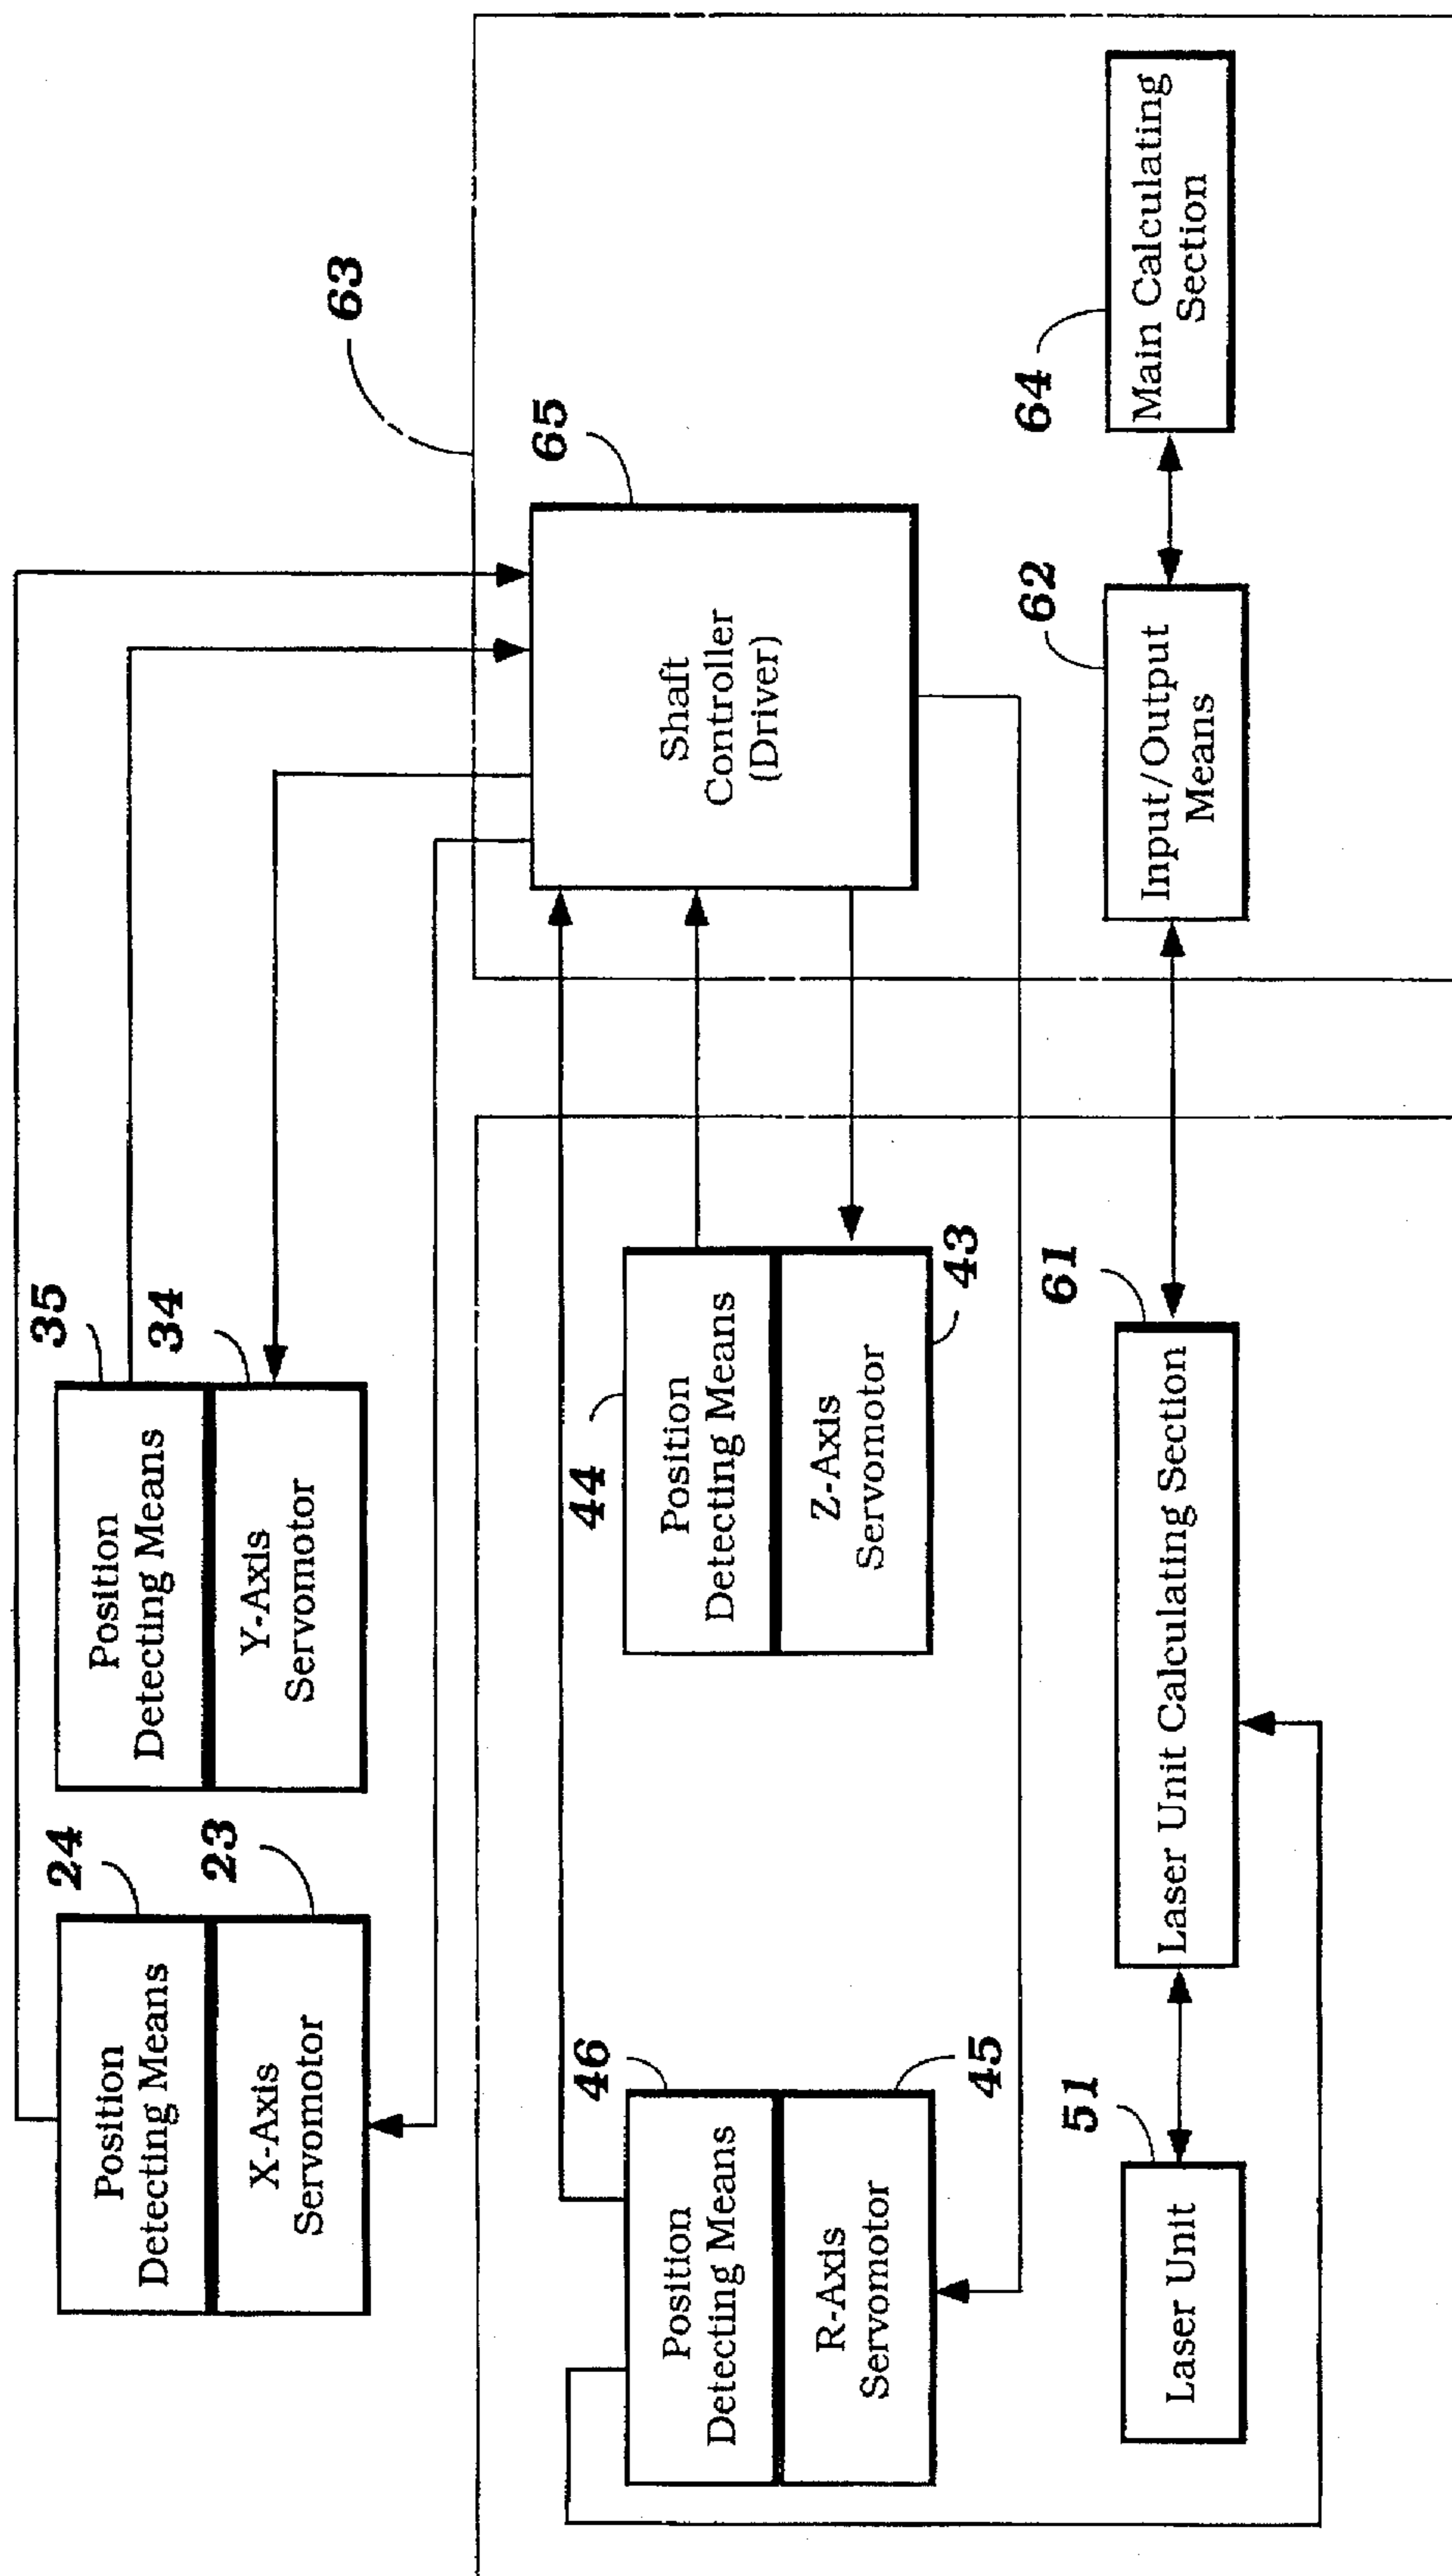 24
Position
Detecting Means
23
X-Axis
Servomotor
35
Position
Detecting Means
34
Y-Axis
Servomotor
63
46
Position
Detecting Means
R-Axis
Servomotor
45
44
Position
Detecting Means
Z-Axis
Servomotor
43
65
Shaft
Controller
(Driver)
51
Laser Unit
61
Laser Unit Calculating Section
62
Input/Output
Means
64
Main Calculating
Section